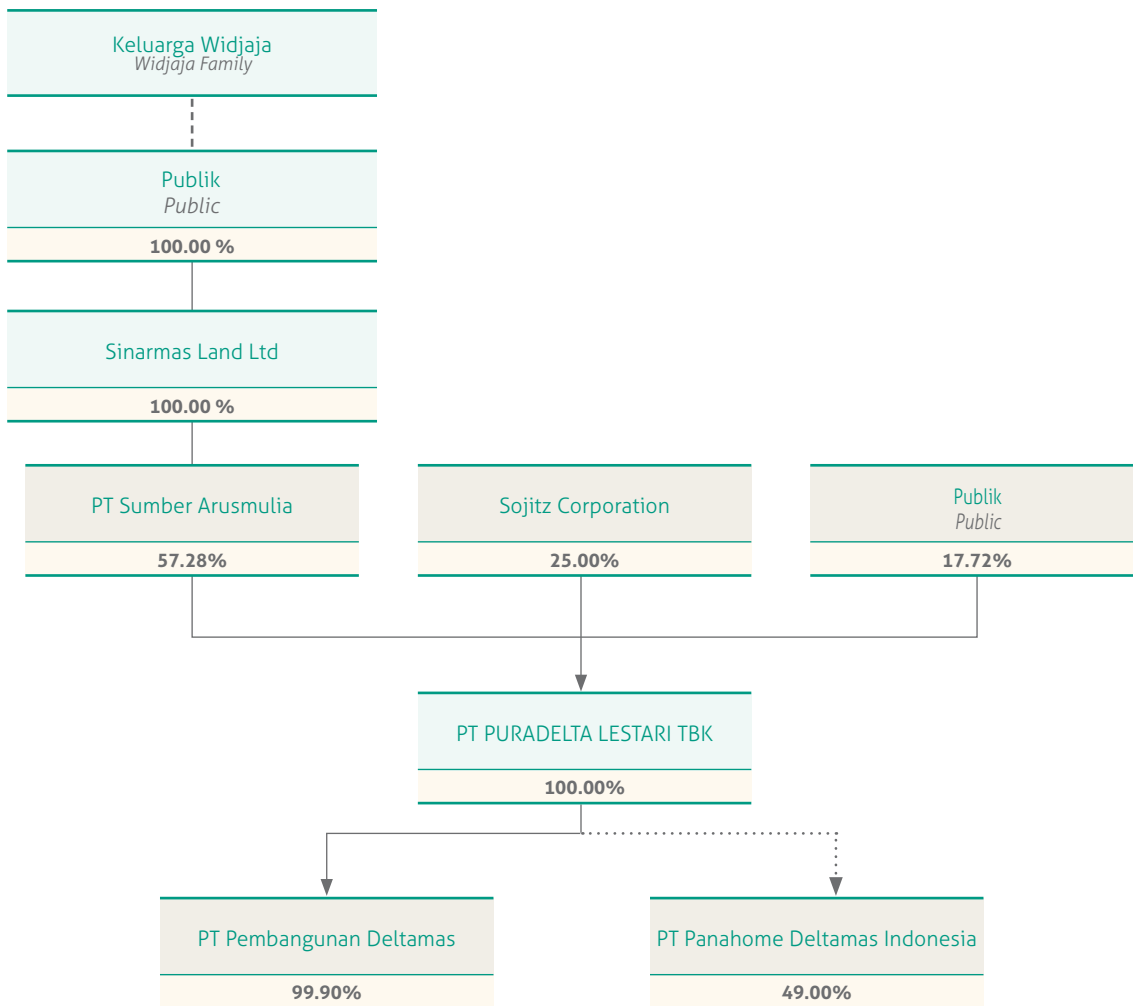 Keluarga Widjaja
Widjaja Family
Publik
Public
100.00 %
Sinarmas Land Ltd
100.00 %
PT Sumber Arusmulia
57.28%
Sojitz Corporation
25.00%
Publik
Public
17.72%
PT PURADELTA LESTARI TBK
100.00%
PT Pembangunan Deltamas
99.90%
PT Panahome Deltamas Indonesia
49.00%